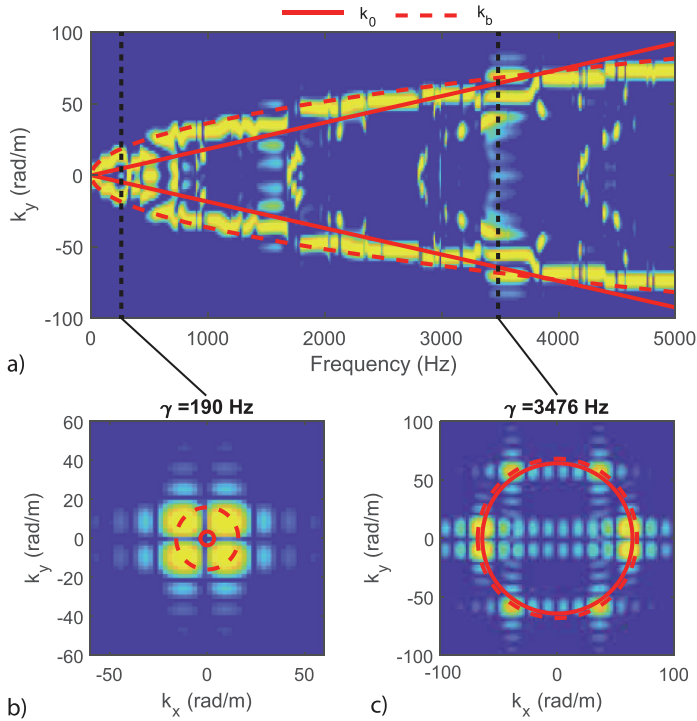 k0 kb
100
50
0
-50
-100
ky (rad/m)
0 1000 2000 3000 4000 5000
Frequency (Hz)
a)
γ =190 Hz
60
40
20
0
-20
-40
-60
ky (rad/m)
-50 0 50
kx (rad/m)
b)
γ =3476 Hz
100
50
0
-50
-100
ky (rad/m)
-100 0 100
kx (rad/m)
c)